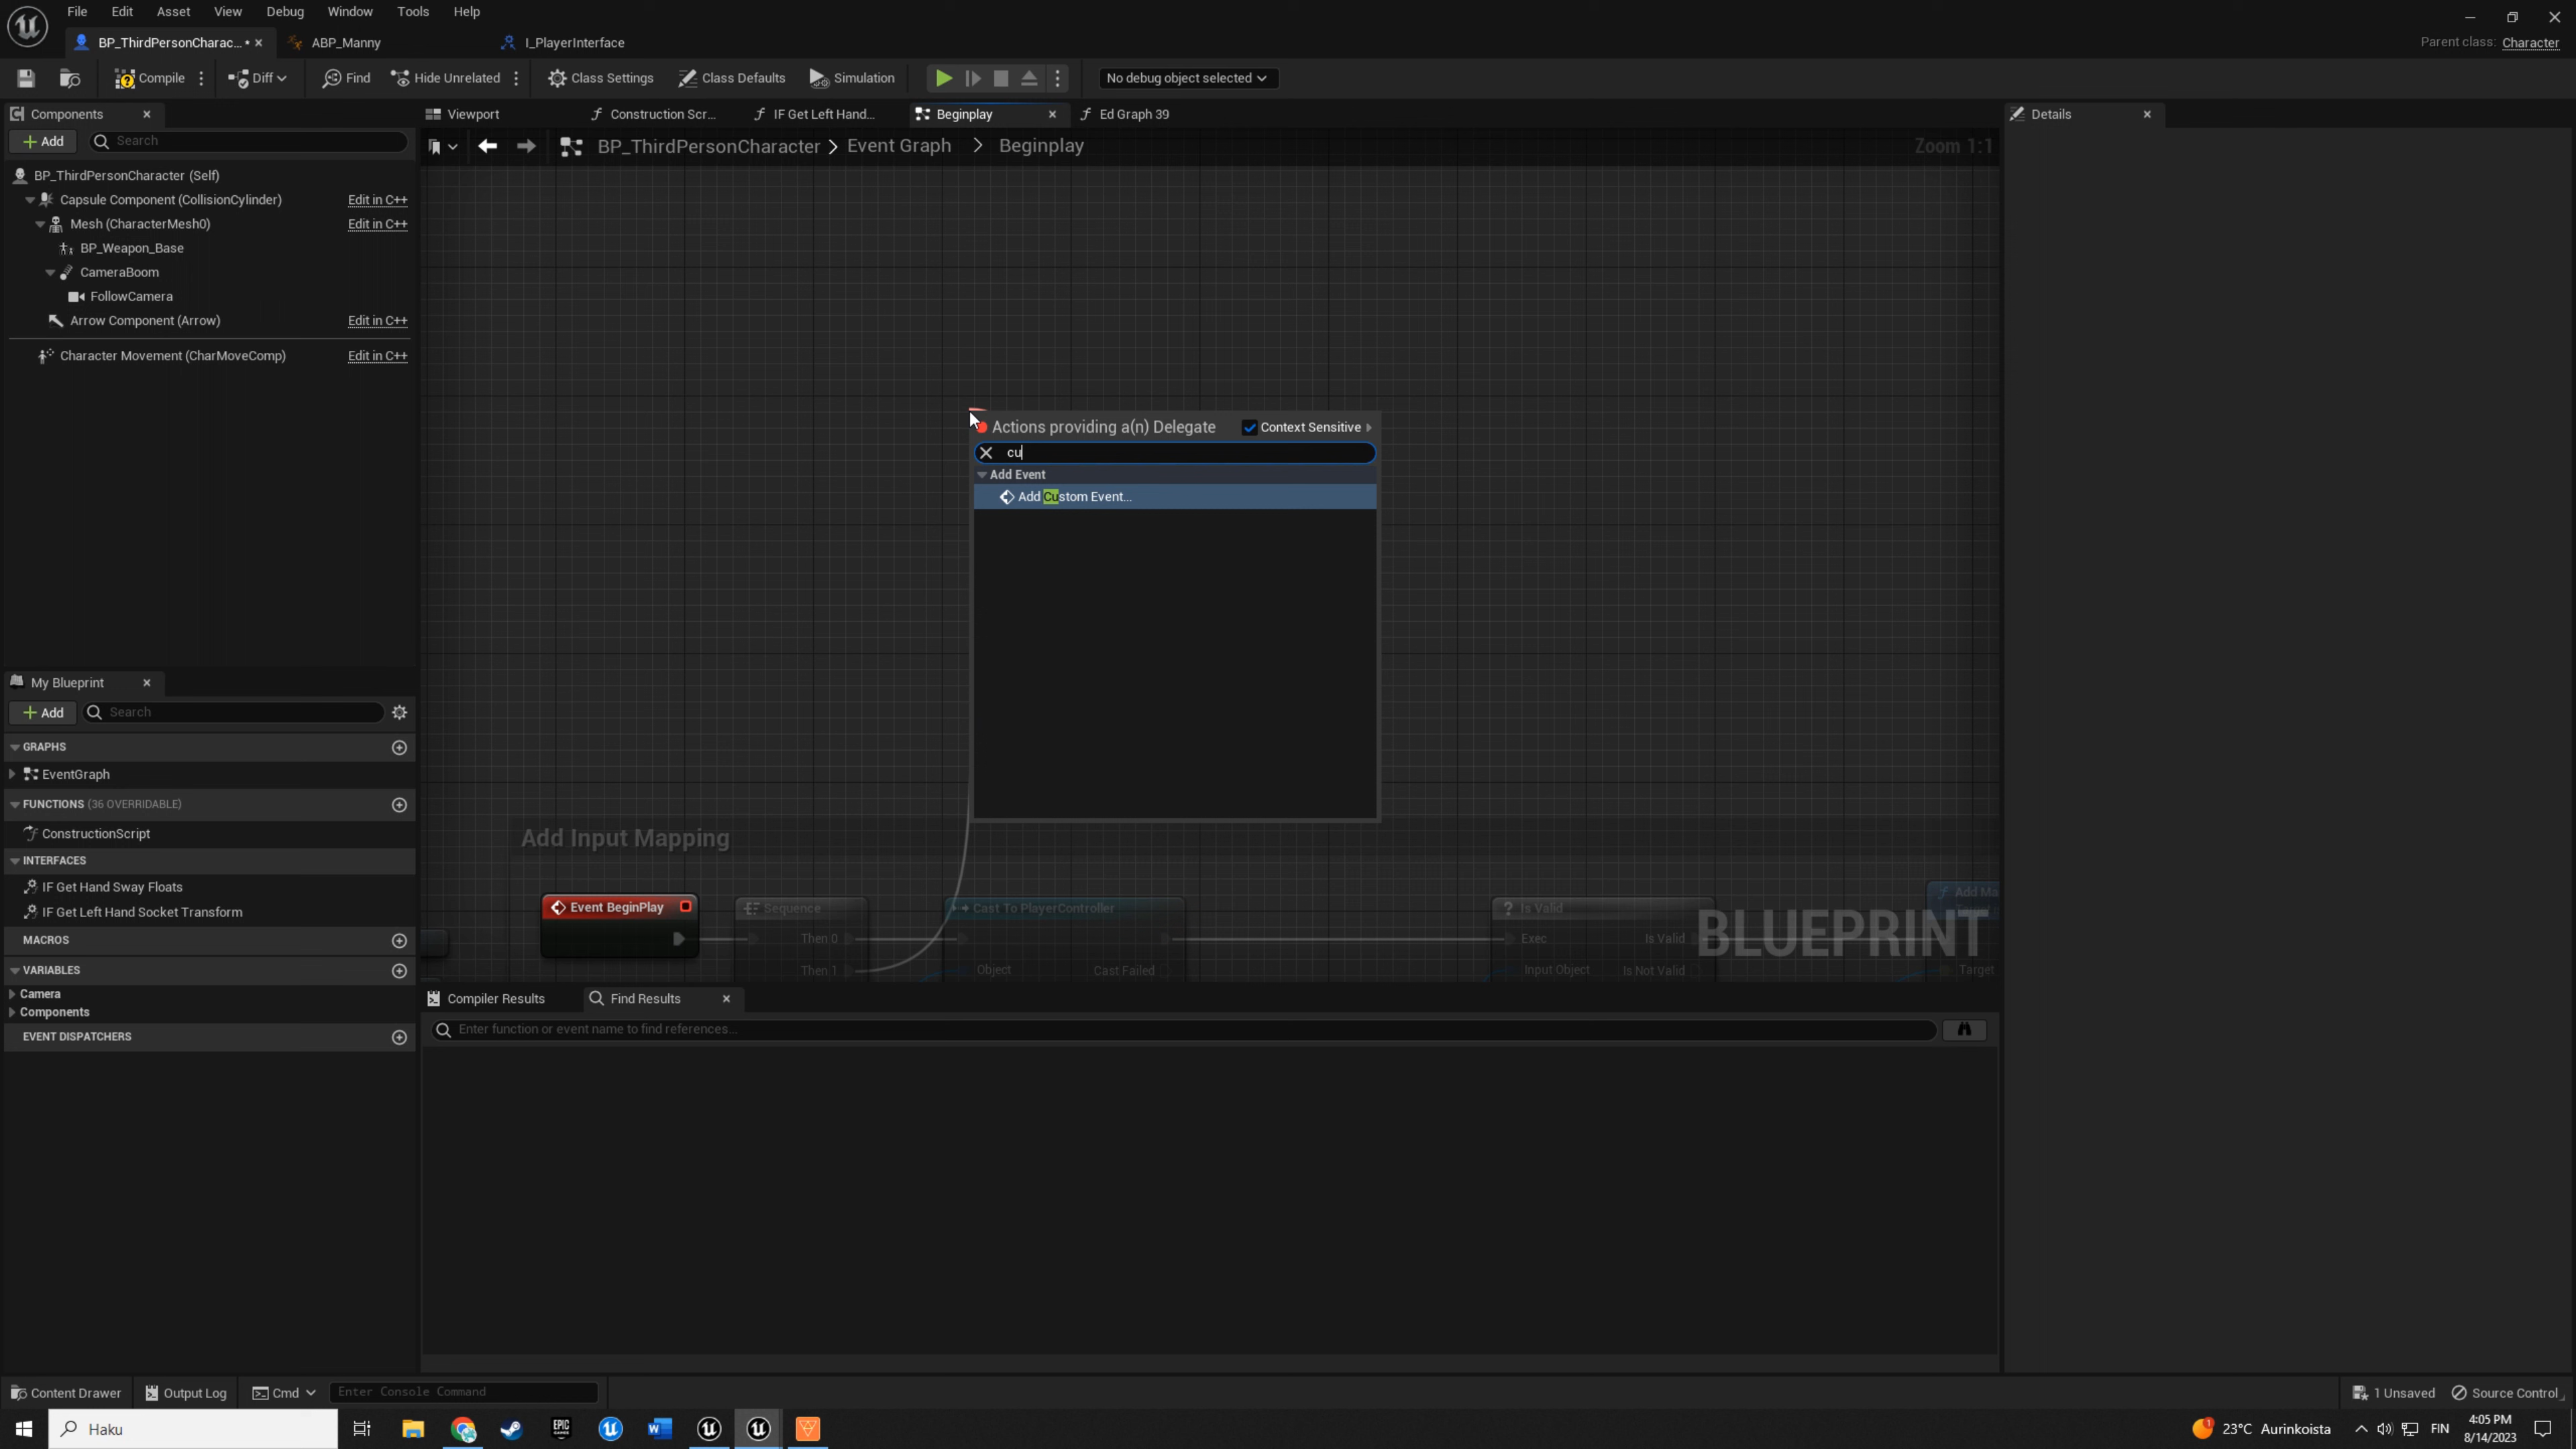 File Edit Asset View Debug Window Tools Help
BP_ThirdPersonCharac... • ABP_Manny I_PlayerInterface
Parent class: Character
Compile Diff Find Hide Unrelated Class Settings Class Defaults Simulation No debug object selected
Components
Add Search
BP_ThirdPersonCharacter (Self)
Capsule Component (CollisionCylinder) Edit in C++
Mesh (CharacterMesh0) Edit in C++
BP_Weapon_Base
CameraBoom
FollowCamera
Arrow Component (Arrow) Edit in C++
Character Movement (CharMoveComp) Edit in C++
Viewport Construction Scr... IF Get Left Hand... Beginplay Ed Graph 39
BP_ThirdPersonCharacter > Event Graph > Beginplay
Zoom 1:1
Details
Actions providing a(n) Delegate Context Sensitive
cu
Add Event
Add Custom Event...
Add Input Mapping
Event BeginPlay
Sequence
Then 0
Then 1
Cast To PlayerController
Object Cast Failed
Is Valid
Exec Is Valid
Input Object Is Not Valid
Add Ma
Target
BLUEPRINT
My Blueprint
Add Search
GRAPHS
EventGraph
FUNCTIONS (36 OVERRIDABLE)
ConstructionScript
INTERFACES
IF Get Hand Sway Floats
IF Get Left Hand Socket Transform
MACROS
VARIABLES
Camera
Components
EVENT DISPATCHERS
Compiler Results Find Results
Enter function or event name to find references...
Content Drawer Output Log Cmd Enter Console Command
1 Unsaved Source Control
Haku
EPIC GAMES
W
1
23°C Aurinkoista
FIN
4:05 PM
8/14/2023